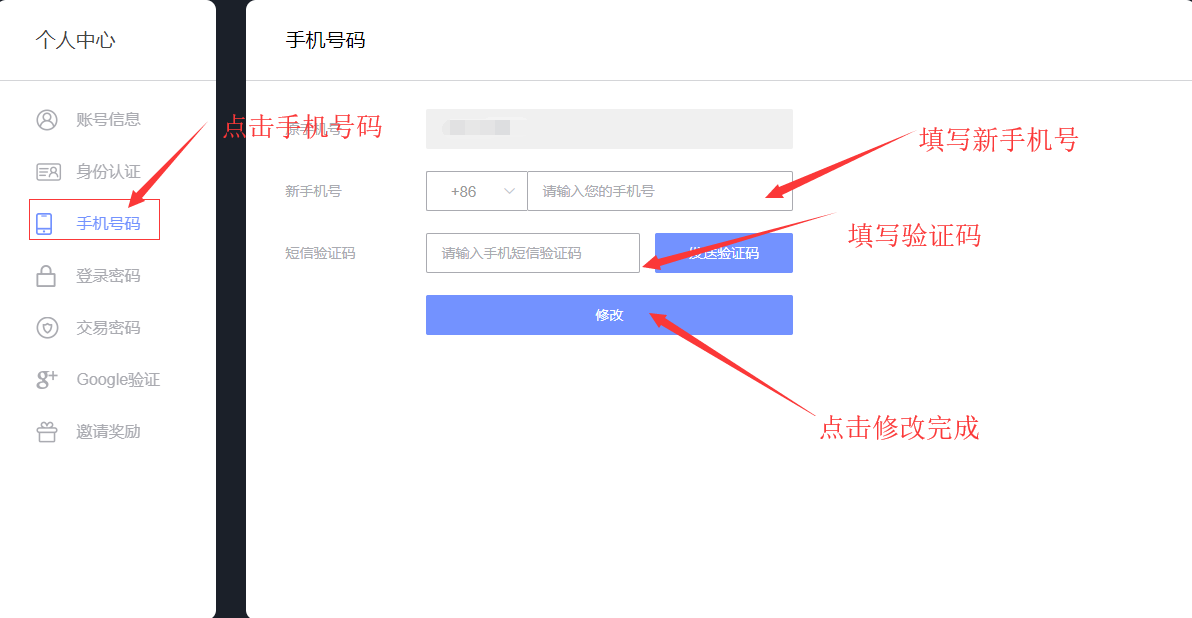 个人中心
账号信息
身份认证
手机号码
登录密码
交易密码
Google验证
邀请奖励
手机号码
点击手机号码
原手机号
填写新手机号
新手机号
+86
请输入您的手机号
填写验证码
短信验证码
请输入手机短信验证码
发送验证码
修改
点击修改完成